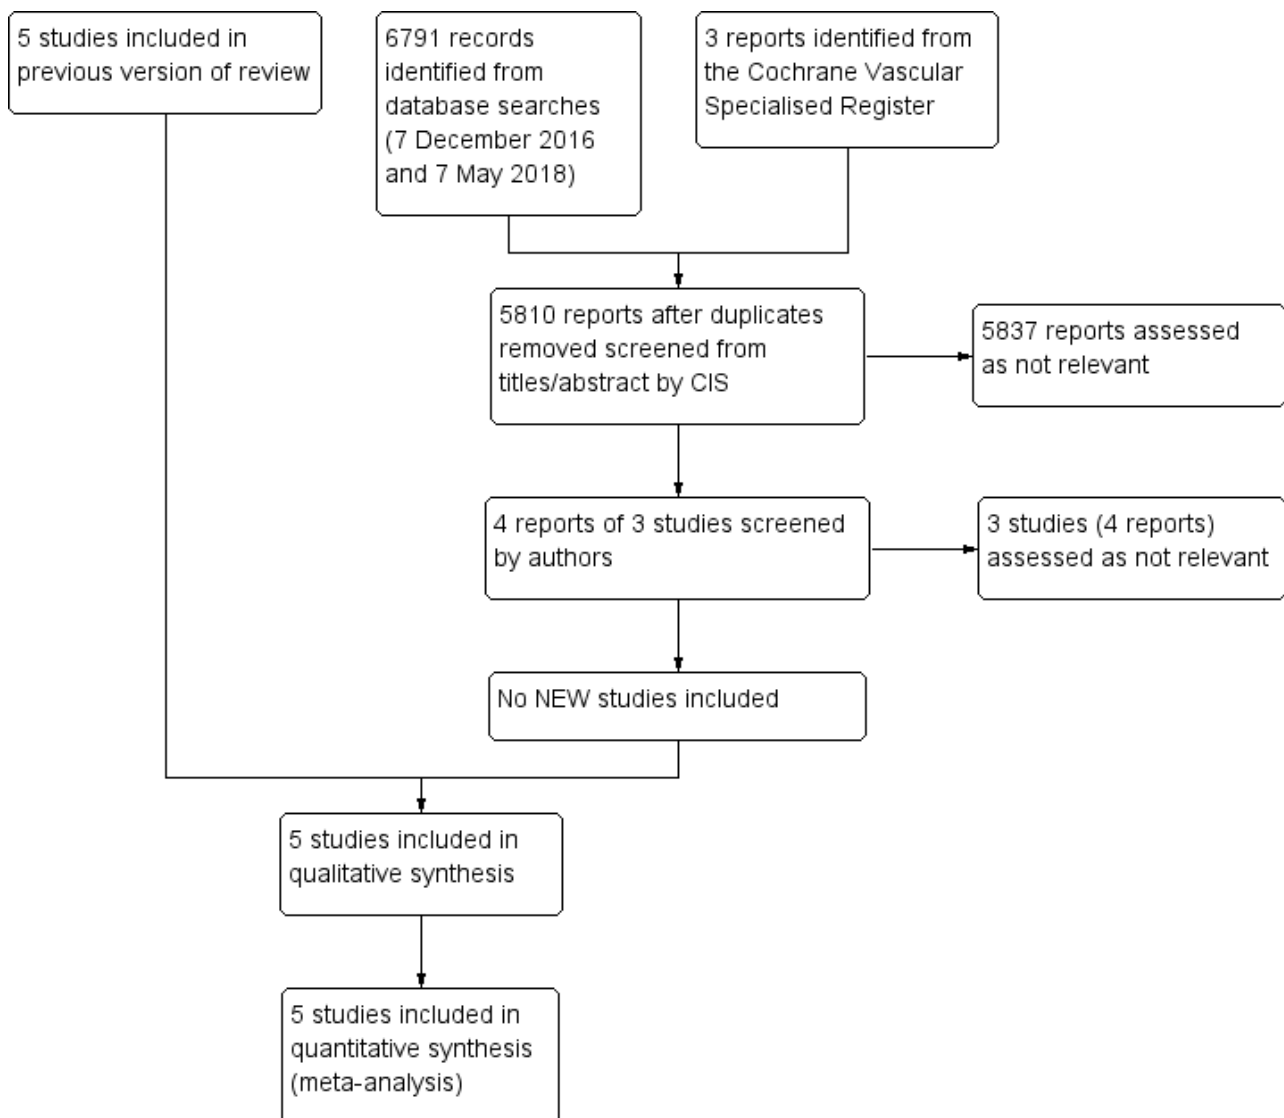 5 studies included in
previous version of review
6791 records
identified from
database searches
(7 December 2016
and 7 May 2018)
3 reports identified from
the Cochrane Vascular
Specialised Register
5810 reports after duplicates
removed screened from
titles/abstract by CIS
5837 reports assessed
as not relevant
4 reports of 3 studies screened
by authors
3 studies (4 reports)
assessed as not relevant
No NEW studies included
5 studies included in
qualitative synthesis
5 studies included in
quantitative synthesis
(meta-analysis)